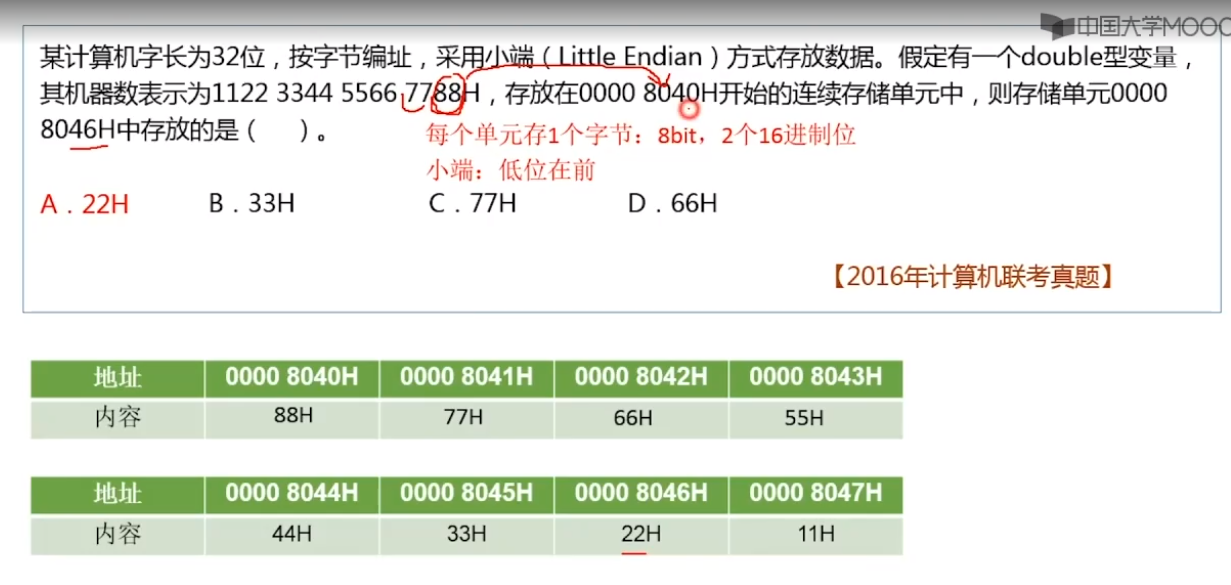 中国大学MOOC
某计算机字长为32位，按字节编址，采用小端（Little Endian）方式存放数据。假定有一个double型变量，
其机器数表示为1122 3344 5566 7788H，存放在0000 8040H开始的连续存储单元中，则存储单元0000
8046H中存放的是（ ）。
每个单元存1个字节：8bit，2个16进制位
小端：低位在前
A．22H B．33H C．77H D．66H
【2016年计算机联考真题】
地址 0000 8040H 0000 8041H 0000 8042H 0000 8043H
内容 88H 77H 66H 55H
地址 0000 8044H 0000 8045H 0000 8046H 0000 8047H
内容 44H 33H 22H 11H